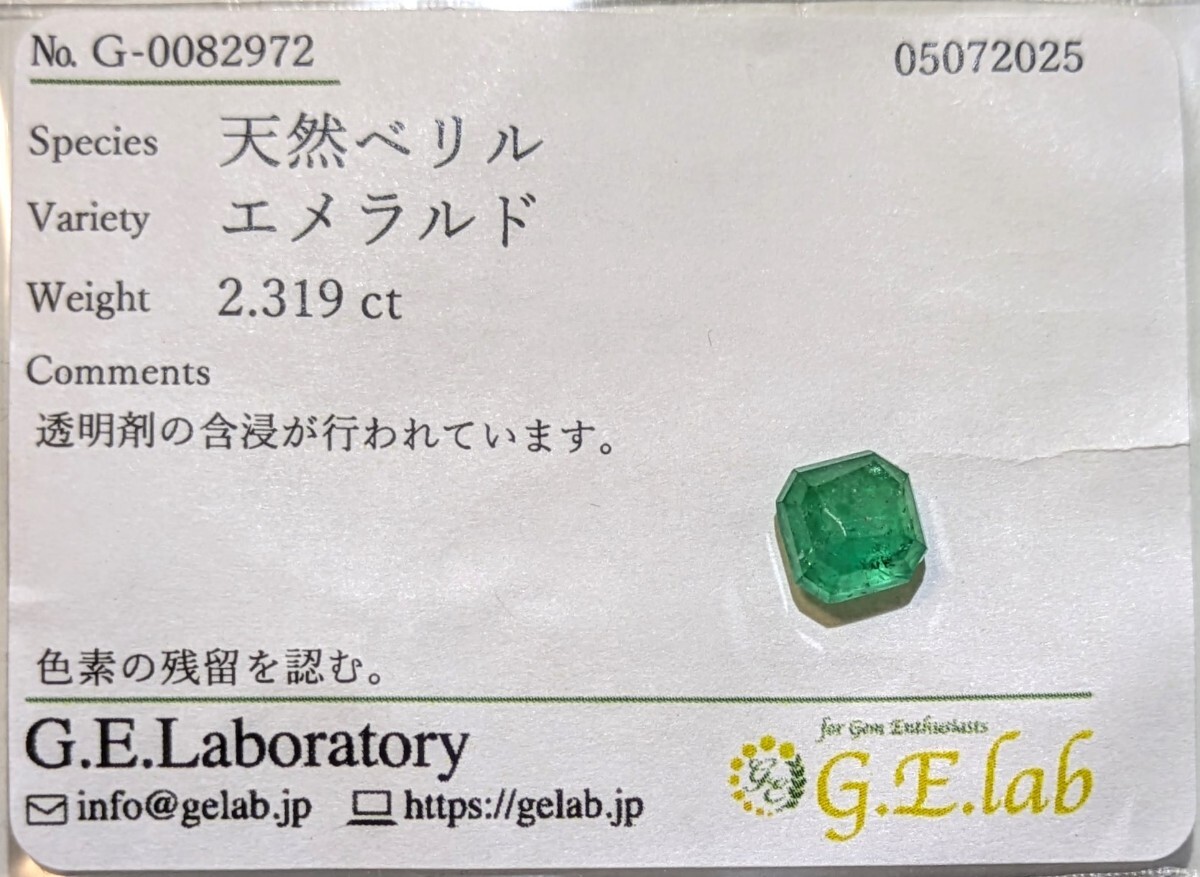 No. G-0082972 05072025
Species 天然ベリル
Variety エメラルド
Weight 2.319 ct
Comments
透明剤の含浸が行われています。
色素の残留を認む。
G.E.Laboratory
info@gelab.jp https://gelab.jp
for Gem Enthusiasts
GE G.E.lab